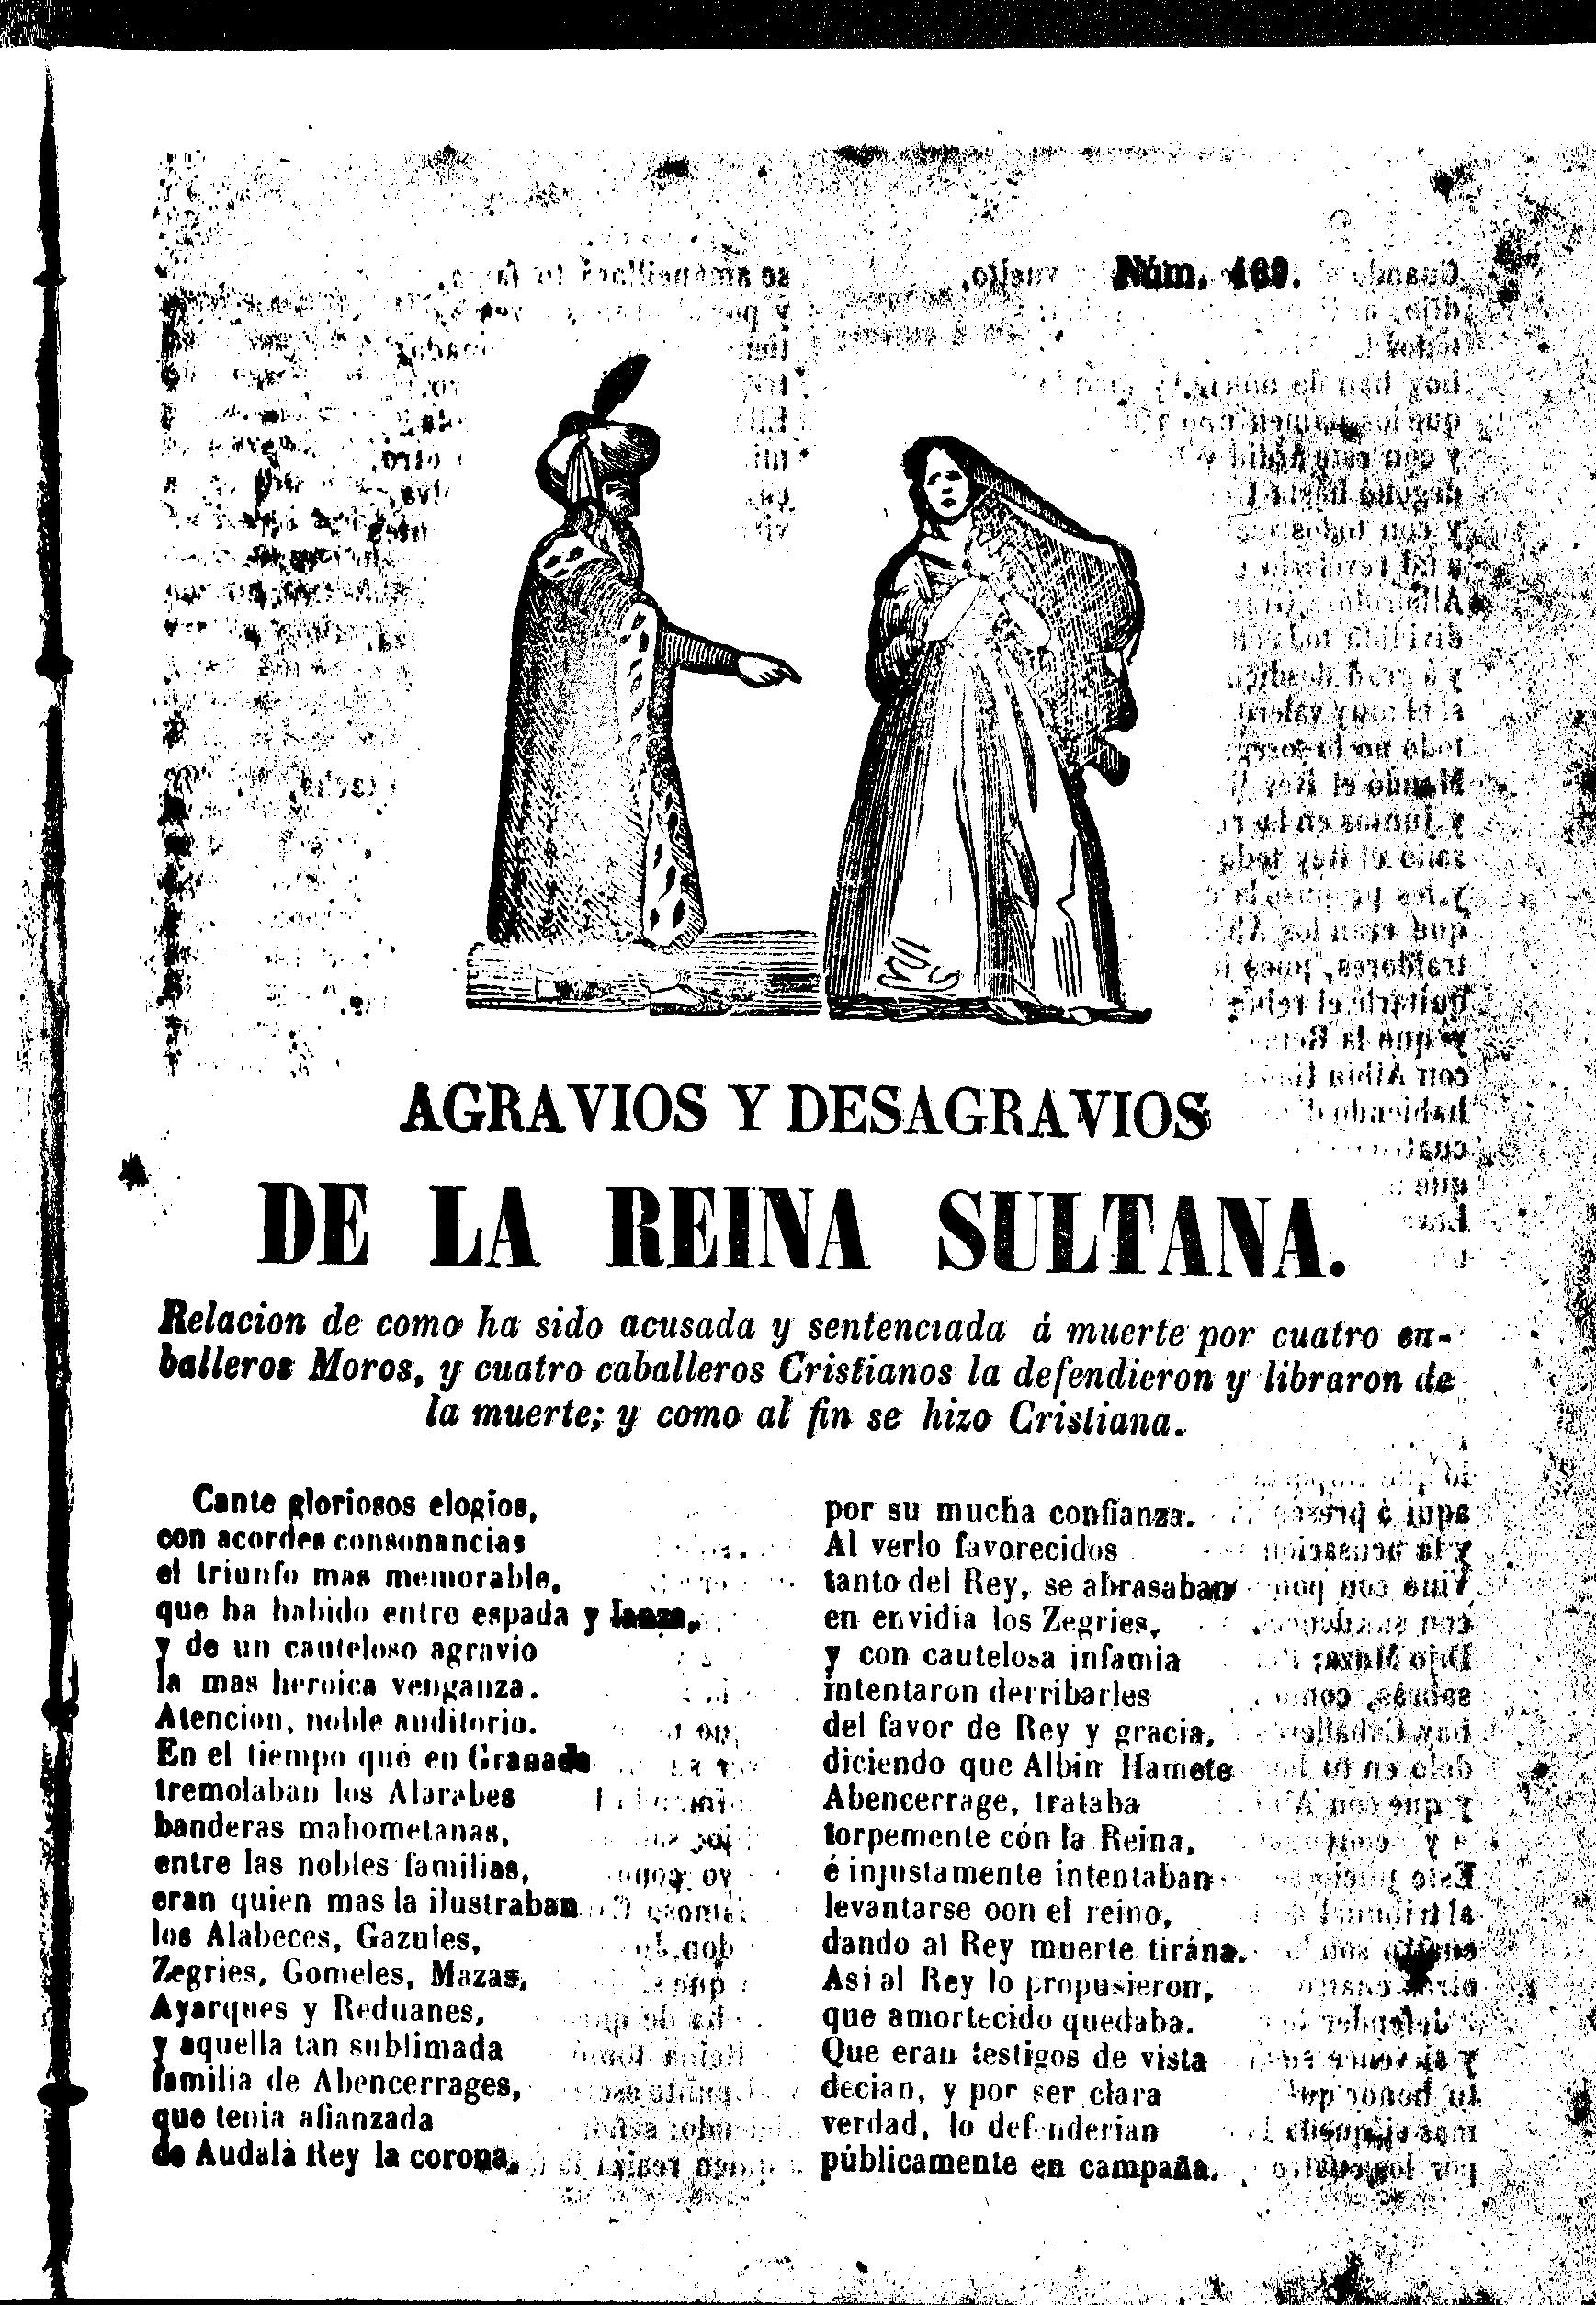 Núm. 169.
AGRAVIOS Y DESAGRAVIOS
DE LA REINA SULTANA.
Relacion de como ha sido acusada y sentenciada á muerte por cuatro ca-
balleros Moros, y cuatro caballeros Cristianos la defendieron y libraron de
la muerte; y como al fin se hizo Cristiana.
Cante gloriosos elogios,
con acordes consonancias
el triunfo mas memorable,
que ha habido entre espada y lanza,
y de un cauteloso agravio
la mas heroica venganza.
Atencion, noble auditorio.
En el tiempo qué en Granada
tremolaban los Alarabes
banderas mahometanas,
entre las nobles familias,
eran quien mas la ilustraban
los Alabeces, Gazules,
Zegries, Gomeles, Mazas,
Ayarques y Reduanes,
y aquella tan sublimada
familia de Abencerrages,
que tenia afianzada
de Audalá Rey la corona,
por su mucha confianza.
Al verlo favorecidos
tanto del Rey, se abrasaban
en envidia los Zegries,
y con cautelosa infamia
intentaron derribarles
del favor de Rey y gracia,
diciendo que Albin Hamete
Abencerrage, trataba
torpemente cón la Reina,
é injustamente intentaban
levantarse oon el reino,
dando al Rey muerte tirána.
Asi al Rey lo propusieron,
que amortecido quedaba.
Que eran testigos de vista
decian, y por ser clara
verdad, lo defenderian
públicamente en campaña.